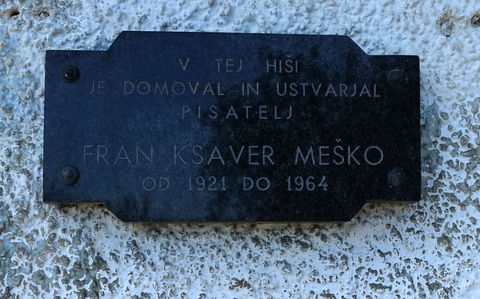 V TEJ HIŠI
JE DOMOVAL IN USTVARJAL
PISATELJ
FRAN KSAVER MEŠKO
OD 1921 DO 1964